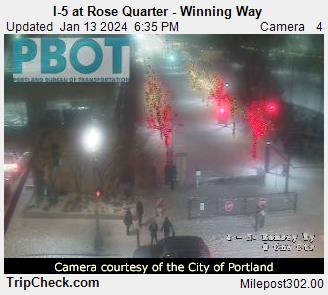 I-5 at Rose Quarter - Winning Way
Updated Jan 13 2024 6:35 PM Camera 4
PBOT
PORTLAND BUREAU OF TRANSPORTATION
Camera courtesy of the City of Portland
TripCheck.com Milepost302.00